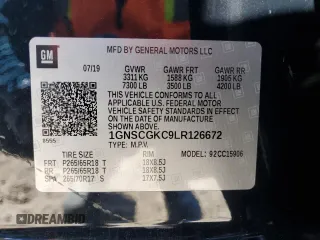 GM
MFD BY GENERAL MOTORS LLC
07/19 GVWR GAWR FRT GAWR RR
3311 KG 1588 KG 1905 KG
7300 LB 3500 LB 4200 LB
THIS VEHICLE CONFORMS TO ALL
APPLICABLE U.S. FEDERAL MOTOR
VEHICLE SAFETY STANDARDS IN EFFECT
ON THE DATE OF MANUFACTURE
SHOWN ABOVE.
1GNSCGKC9LR126672
TYPE: M.P.V.
MODEL: 92CC15906
TIRE SIZE RIM
FRT P265/65R18 T 18X8.5J
RR P265/65R18 T 18X8.5J
SPA 265/70R17 S 17X7.5J
DREAMBID